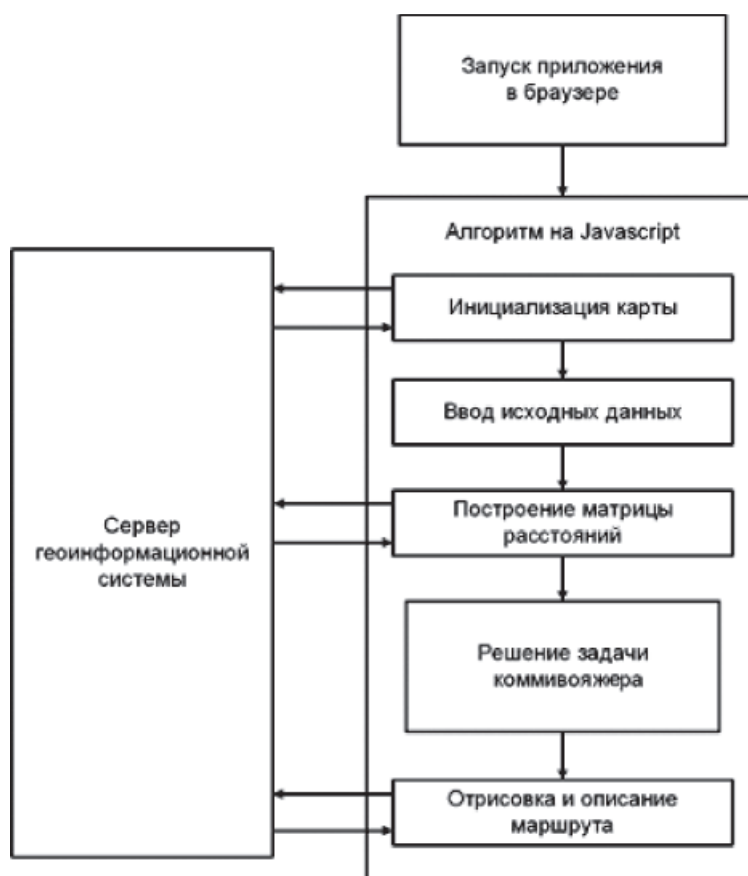 Запуск приложения
в браузере
Алгоритм на Javascript
Инициализация карты
Ввод исходных данных
Построение матрицы
расстояний
Сервер
геоинформационной
системы
Решение задачи
коммивояжера
Отрисовка и описание
маршрута